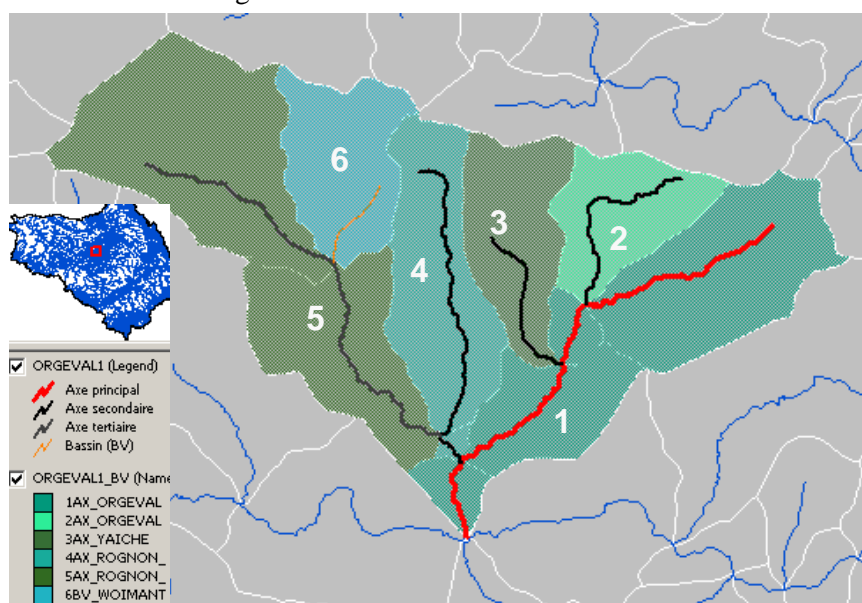 6
3
2
4
5
1
ORGEVAL1 (Legend)
Axe principal
Axe secondaire
Axe tertiaire
Bassin (BV)
ORGEVAL1_BV (Name
1AX_ORGEVAL
2AX_ORGEVAL
3AX_YAICHE
4AX_ROGNON_
5AX_ROGNON_
6BV_WOIMANT